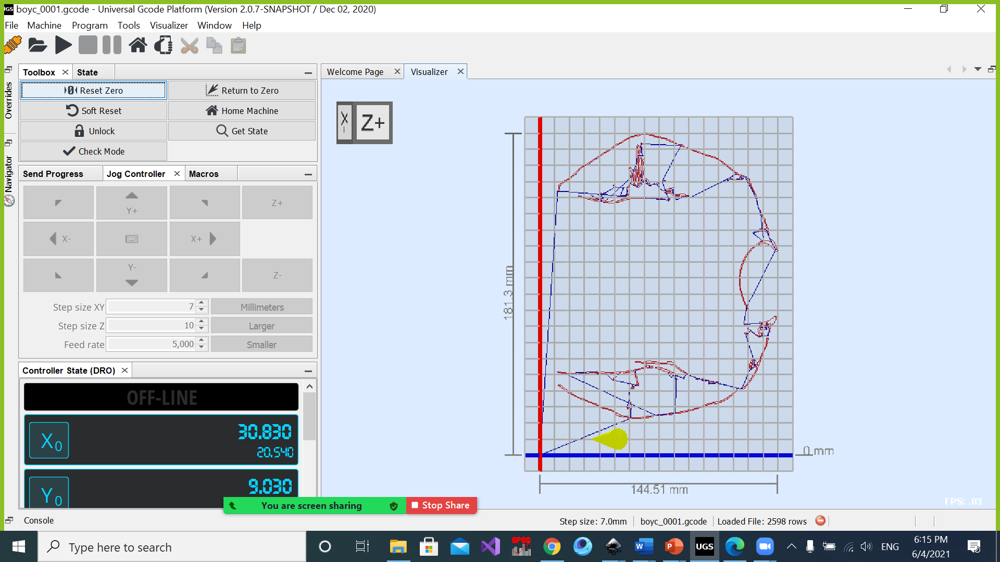 UGS boyc_0001.gcode - Universal Gcode Platform (Version 2.0.7-SNAPSHOT / Dec 02, 2020)
File Machine Program Tools Visualizer Window Help
Overrides
Navigator
Toolbox State
Reset Zero Return to Zero
Soft Reset Home Machine
Unlock Get State
Check Mode
Send Progress Jog Controller Macros
Y+ Z+
X- X+
Y- Z-
Step size XY 7 Millimeters
Step size Z 10 Larger
Feed rate 5,000 Smaller
Controller State (DRO)
OFF-LINE
X0 30.830
20.540
Y0 9.030
Welcome Page Visualizer
X- Z+
181.3 mm
0 mm
144.51 mm
FPS: .03
You are screen sharing Stop Share
Console
Step size: 7.0mm boyc_0001.gcode Loaded File: 2598 rows
Type here to search
SPSS
W
P
UGS
ENG
6:15 PM
6/4/2021